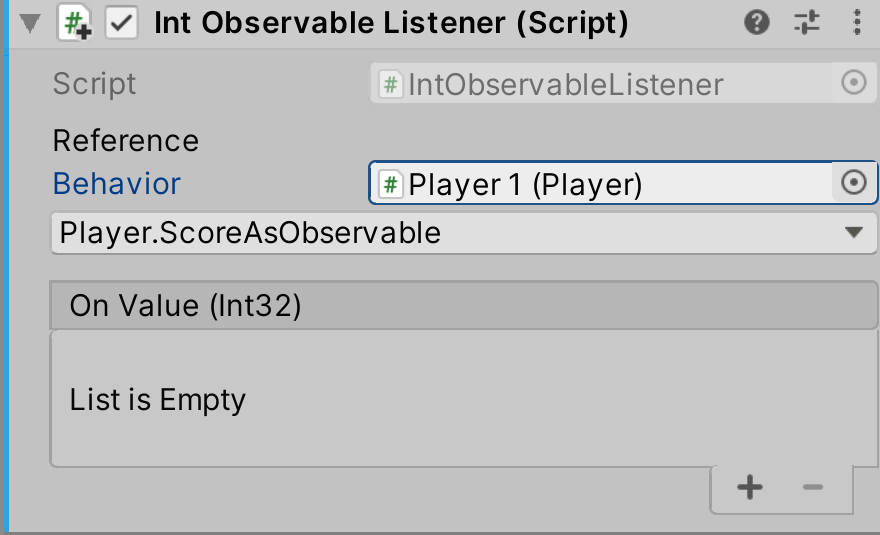 Int Observable Listener (Script)
Script # IntObservableListener
Reference
Behavior # Player 1 (Player)
Player.ScoreAsObservable
On Value (Int32)
List is Empty